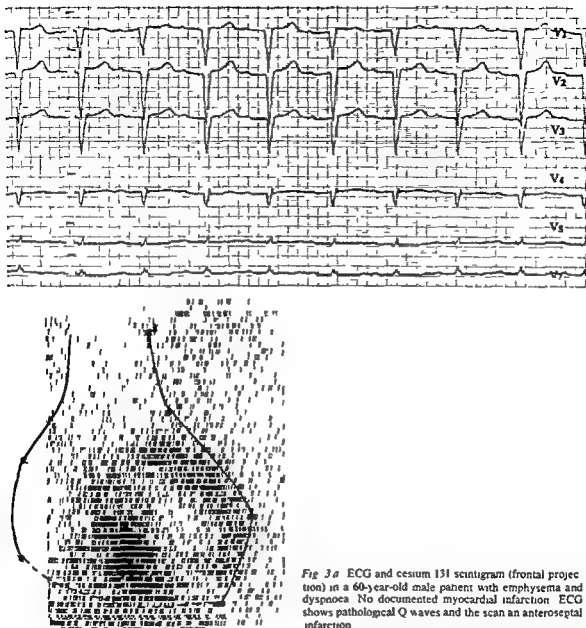 V1
V2
V3
V4
V5
V7
Fig 3a ECG and cesium 131 scintigram (frontal projec
tion) in a 60-year-old male patient with emphysema and
dyspnoea No documented myocardial infarction ECG
shows pathological Q waves and the scan an anteroseptal
infarction